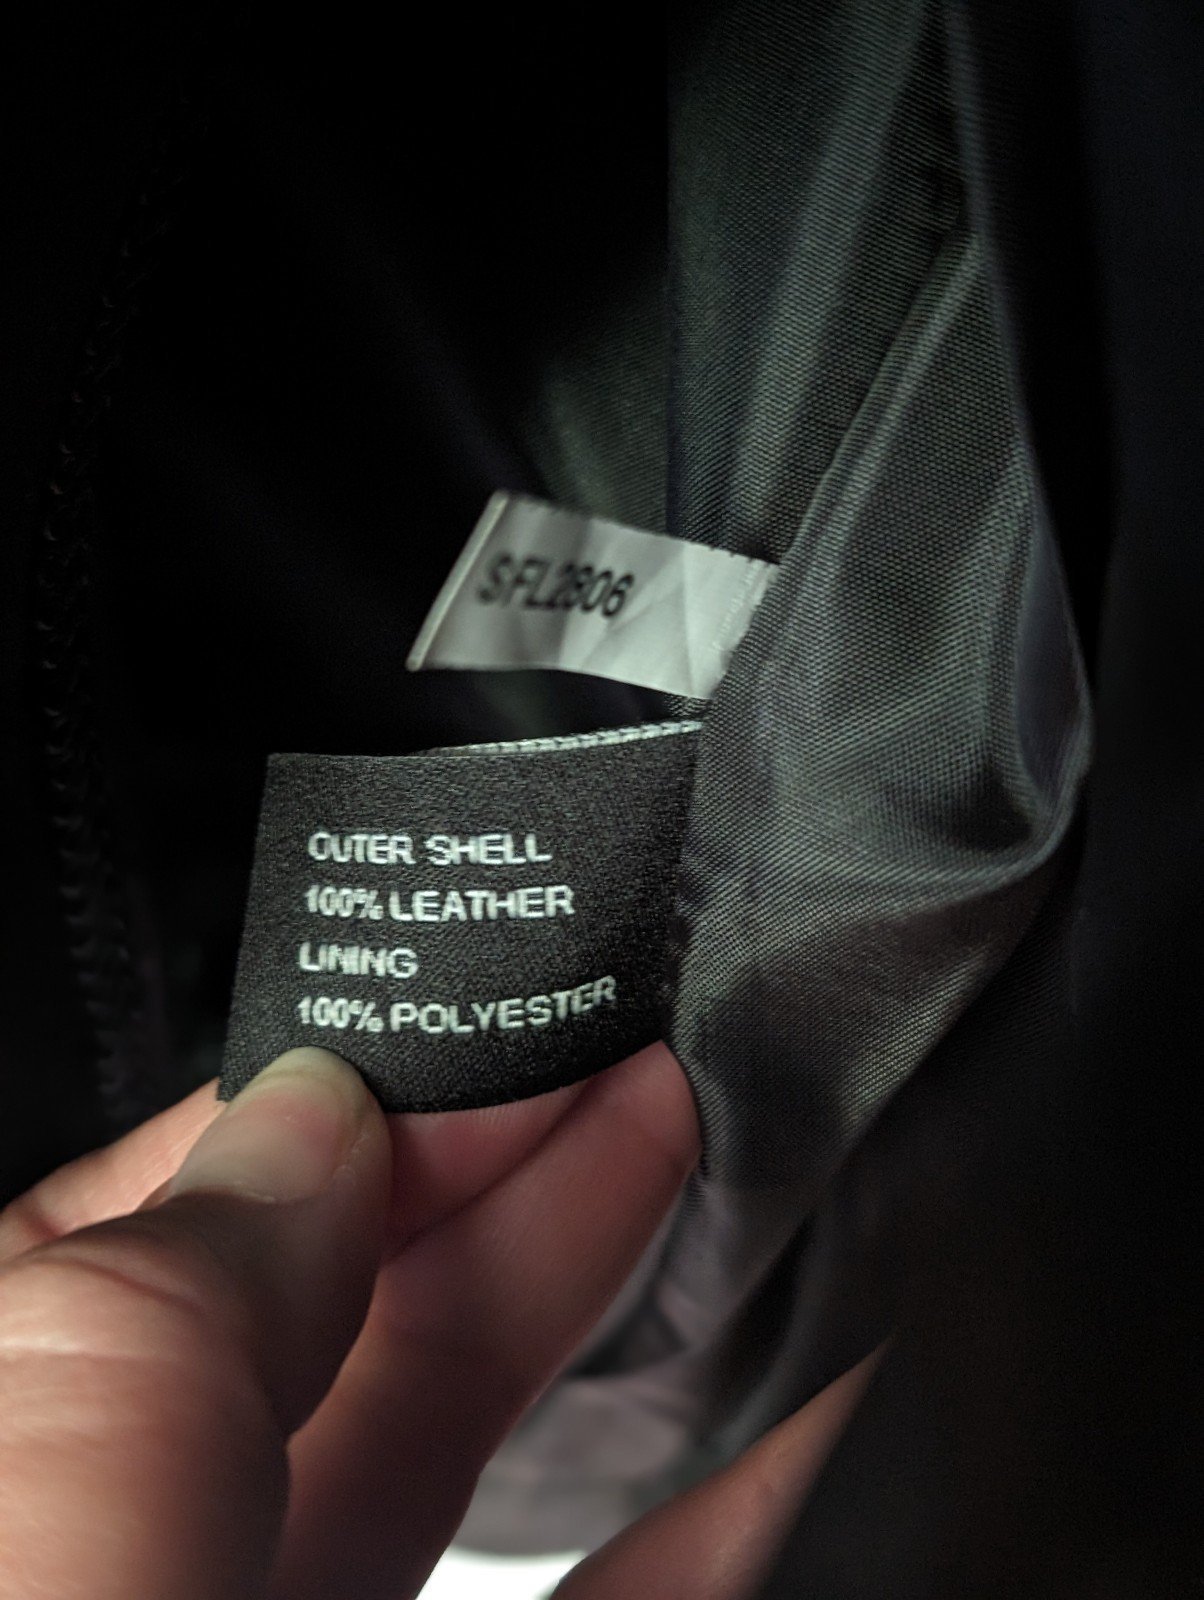 SFL2806
OUTER SHELL
100% LEATHER
LINING
100% POLYESTER